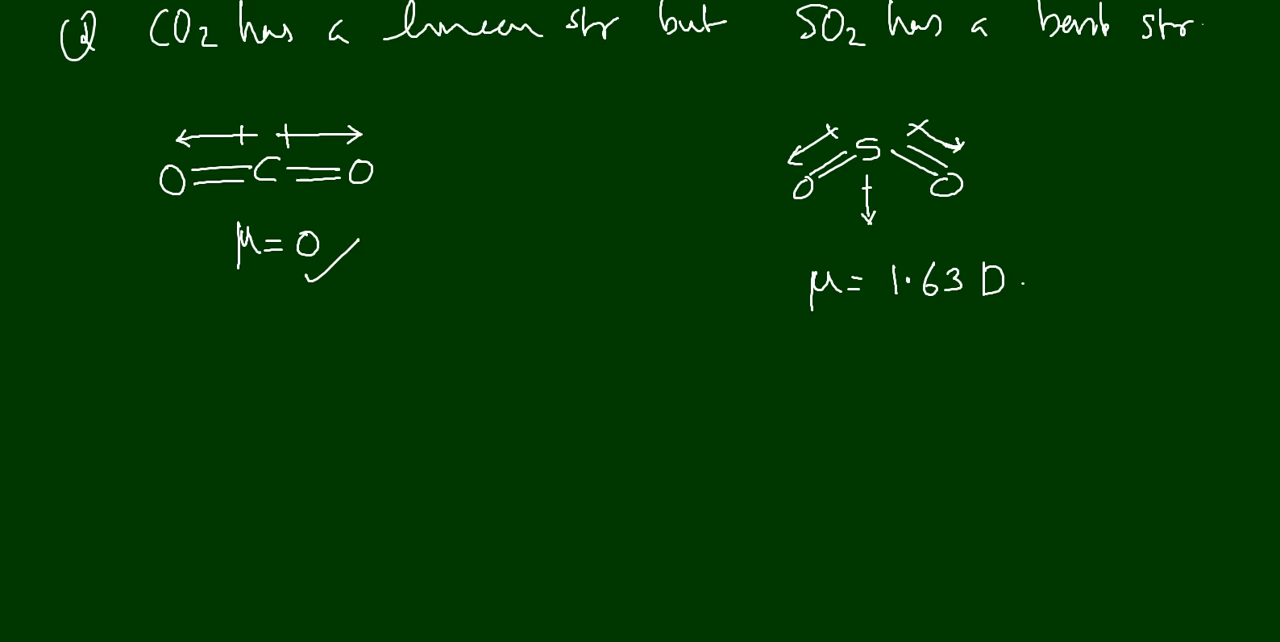 Q CO2 has a linear str but SO2 has a bent str.
O=C=O
S
O O
μ= 0
μ= 1.63 D.